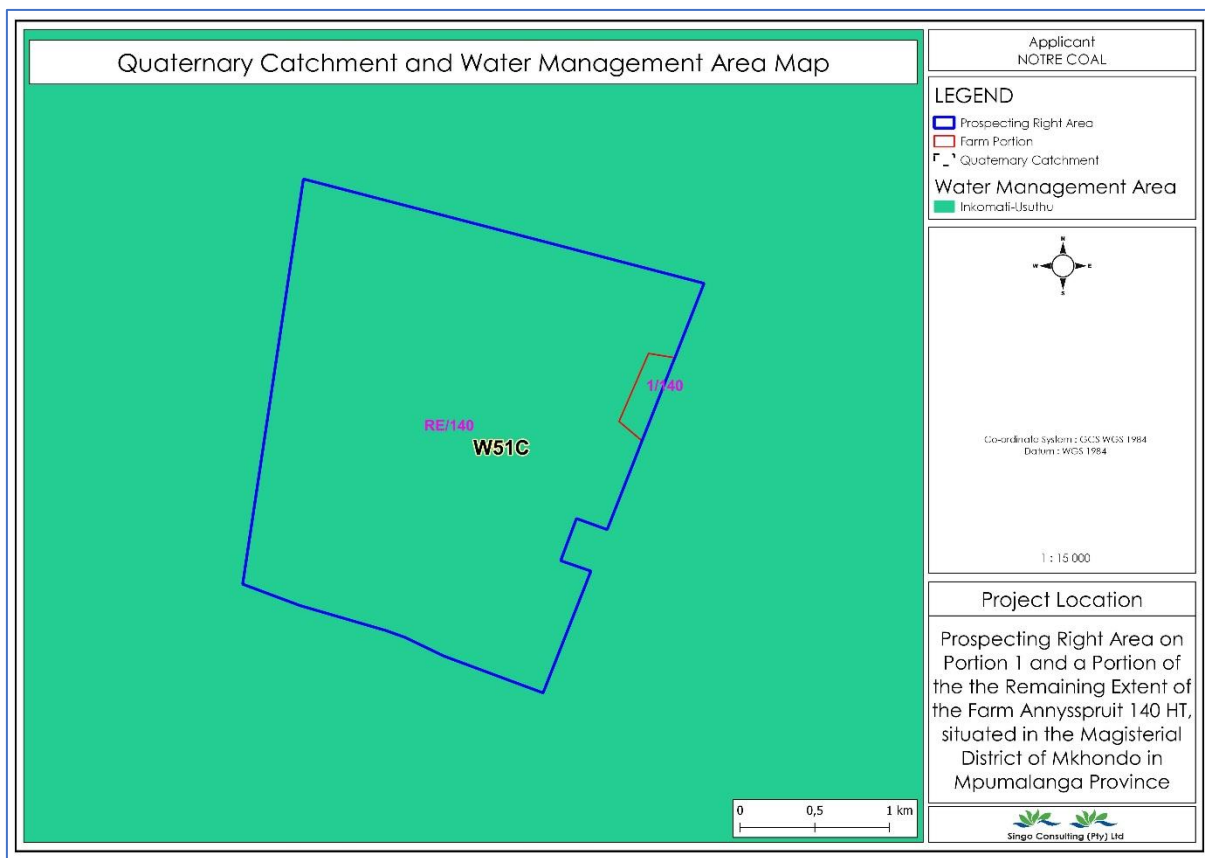 Quaternary Catchment and Water Management Area Map
RE/140
W51C
1/140
0
0,5
1 km
Applicant
NOTRE COAL
LEGEND
Prospecting Right Area
Farm Portion
Quaternary Catchment
Water Management Area
Inkomati-Usuthu
N
W
E
S
Co-ordinate System : GCS WGS 1984
Datum : WGS 1984
1 : 15 000
Project Location
Prospecting Right Area on
Portion 1 and a Portion of
the the Remaining Extent of
the Farm Annysspruit 140 HT,
situated in the Magisterial
District of Mkhondo in
Mpumalanga Province
Singo Consulting (Pty) Ltd